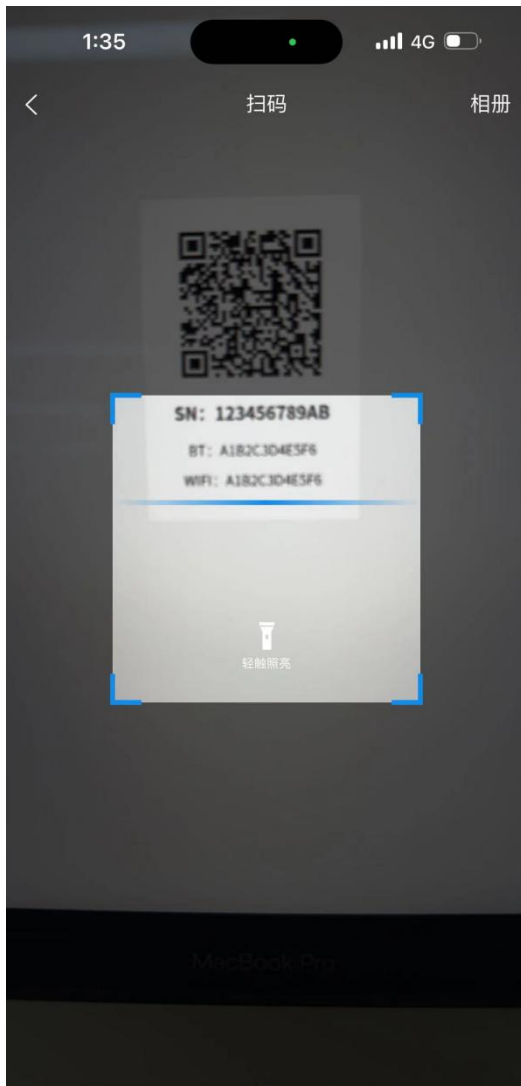 1:35
4G
扫码
相册
SN: 123456789AB
BT: A1B2C3D4E5F6
WIFI: A1B2C3D4E5F6
轻触照亮
MacBook Pro